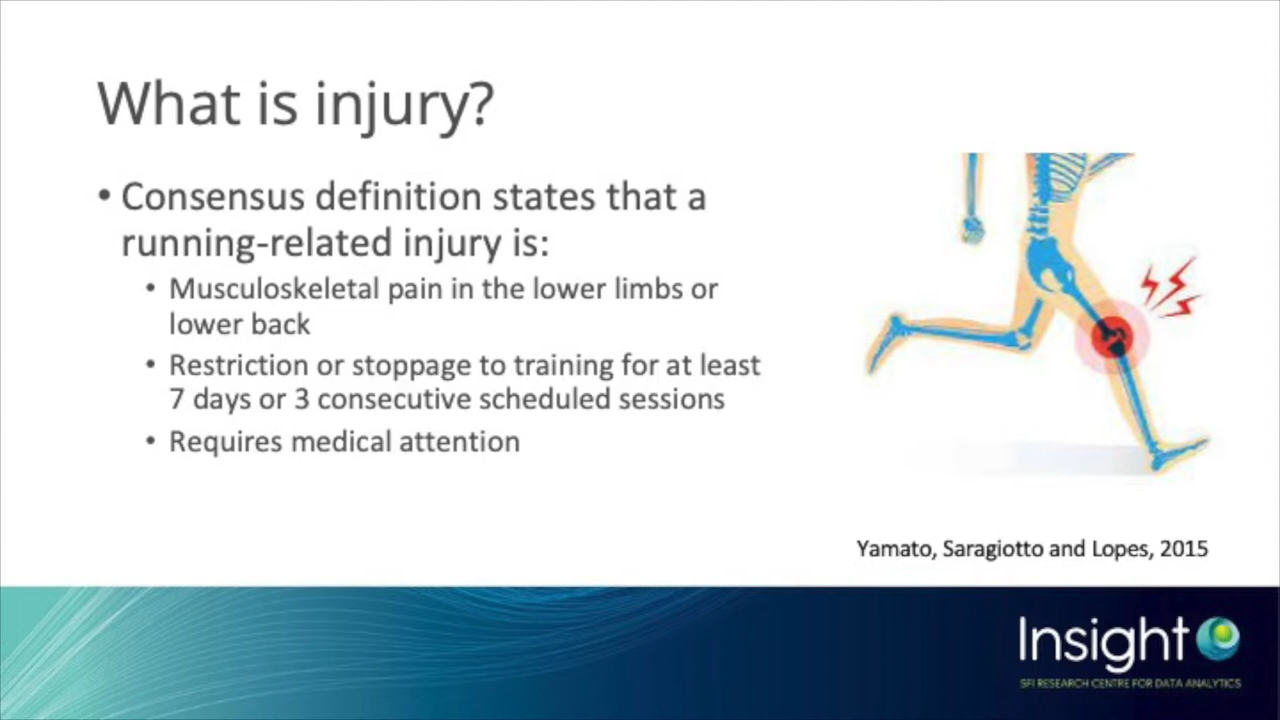 What is injury?
• Consensus definition states that a
running-related injury is:
• Musculoskeletal pain in the lower limbs or
lower back
• Restriction or stoppage to training for at least
7 days or 3 consecutive scheduled sessions
• Requires medical attention
Yamato, Saragiotto and Lopes, 2015
Insight
SFI RESEARCH CENTRE FOR DATA ANALYTICS